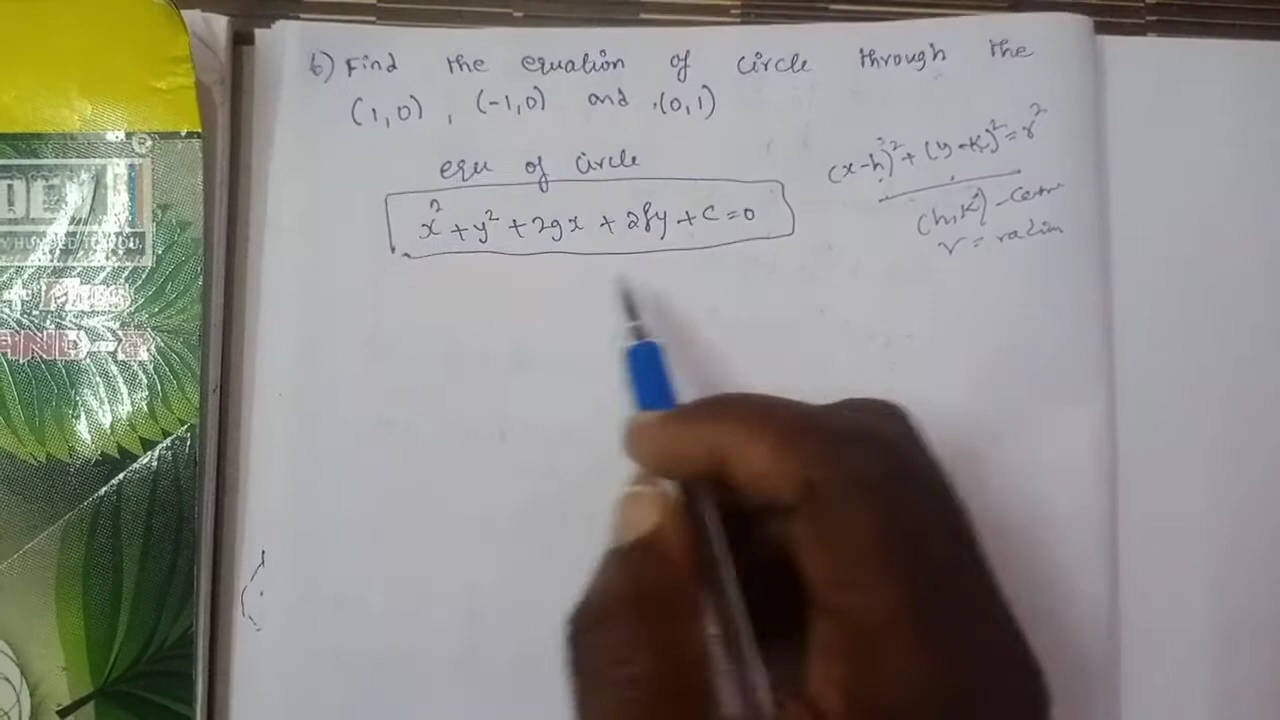 6) Find the equation of circle through the
(1,0), (-1,0) and (0,1)
equ of circle
x² + y² + 2gx + 2fy + c = 0
(x-h)² + (y-k)² = r²
(h,k) - Centre
r = radius